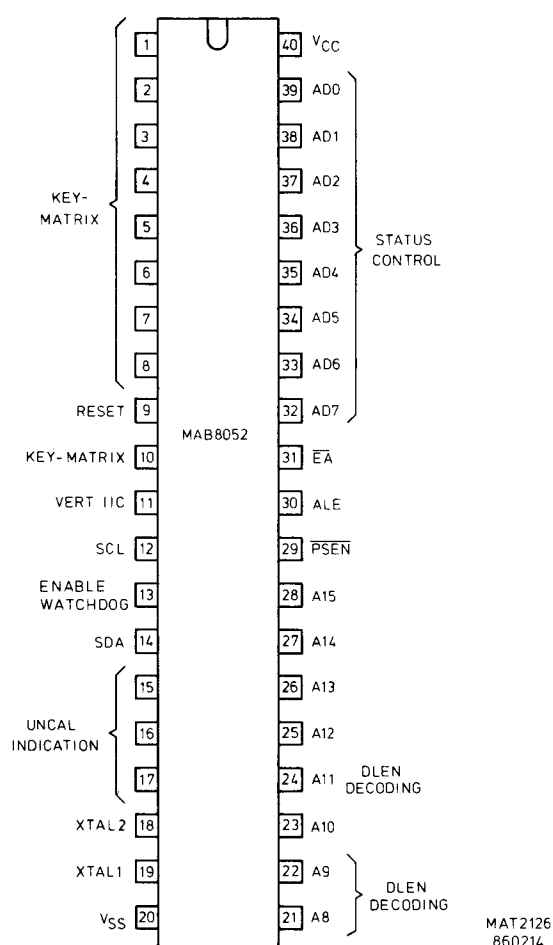 1 40 VCC
2 39 AD0
3 38 AD1
4 37 AD2
KEY-
MATRIX
5 36 AD3
STATUS
CONTROL
6 35 AD4
7 34 AD5
8 33 AD6
RESET 9 32 AD7
MAB8052
KEY-MATRIX 10 31 EA
VERT IIC 11 30 ALE
SCL 12 29 PSEN
ENABLE
WATCHDOG 13 28 A15
SDA 14 27 A14
15 26 A13
UNCAL
INDICATION
16 25 A12
17 24 A11 DLEN
DECODING
XTAL2 18 23 A10
XTAL1 19 22 A9
DLEN
DECODING
VSS 20 21 A8
MAT2126
860214